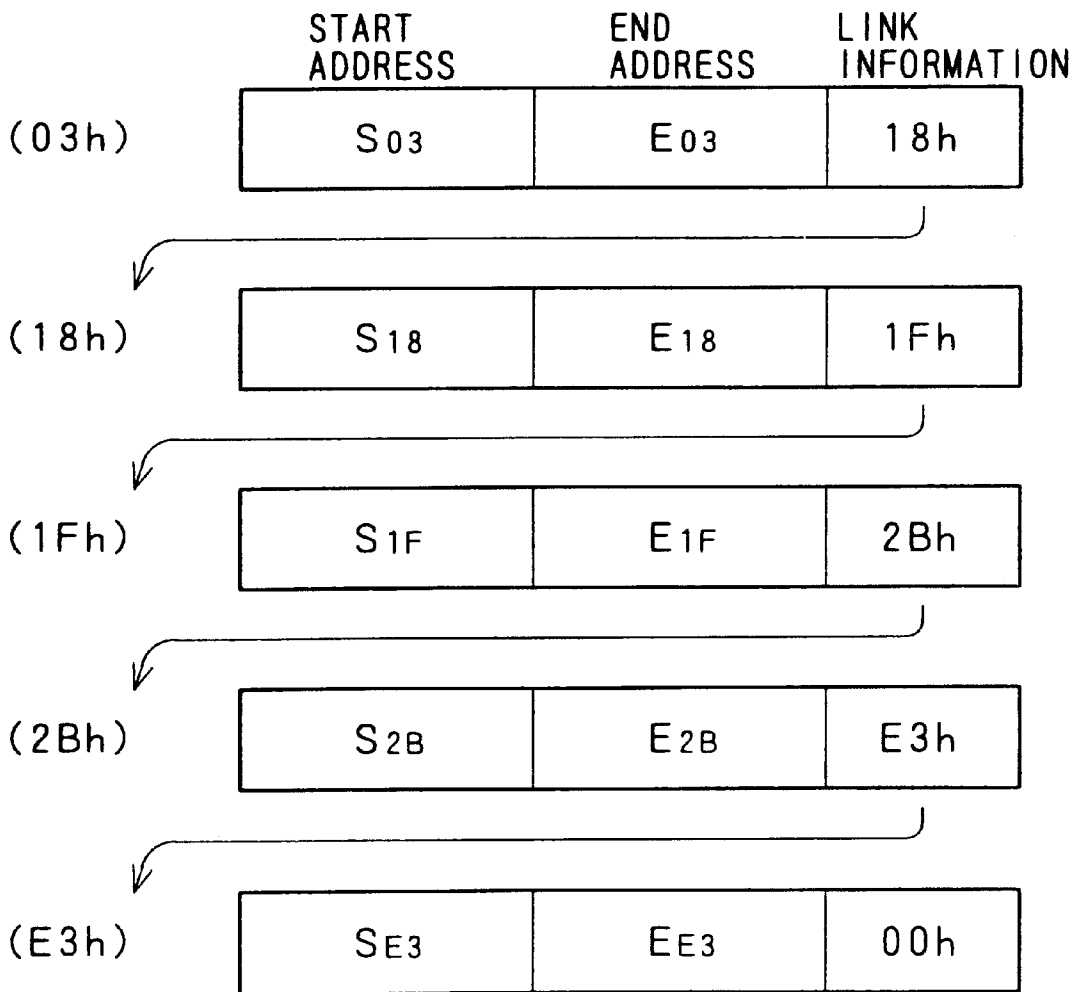 START END LINK
ADDRESS ADDRESS INFORMATION
(03h) S03 E03 18h
(18h) S18 E18 1Fh
(1Fh) S1F E1F 2Bh
(2Bh) S2B E2B E3h
(E3h) SE3 EE3 00h